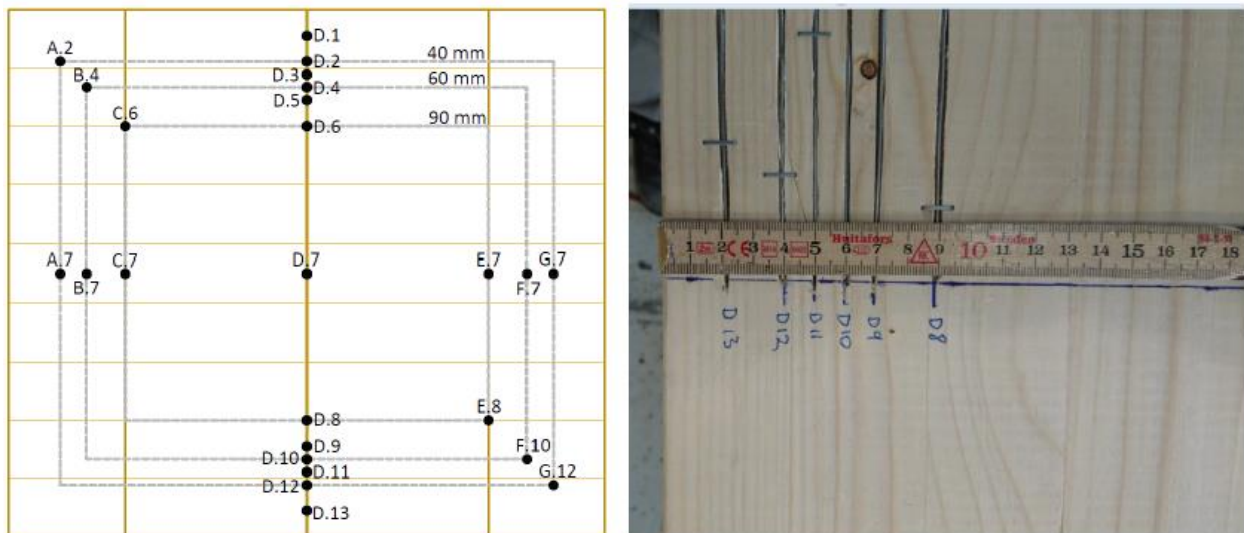 D.1
A.2
D.2
40 mm
D.3
B.4
D.4
60 mm
D.5
C.6
D.6
90 mm
A.7
B.7
C.7
D.7
E.7
F.7
G.7
D.8
E.8
D.9
D.10
F.10
D.11
D.12
G.12
D.13
1 2 3 4 5 6 7 8 9 10 11 12 13 14 15 16 17 18
Hultafors
Sweden
D13
D12
D11
D10
D9
D8